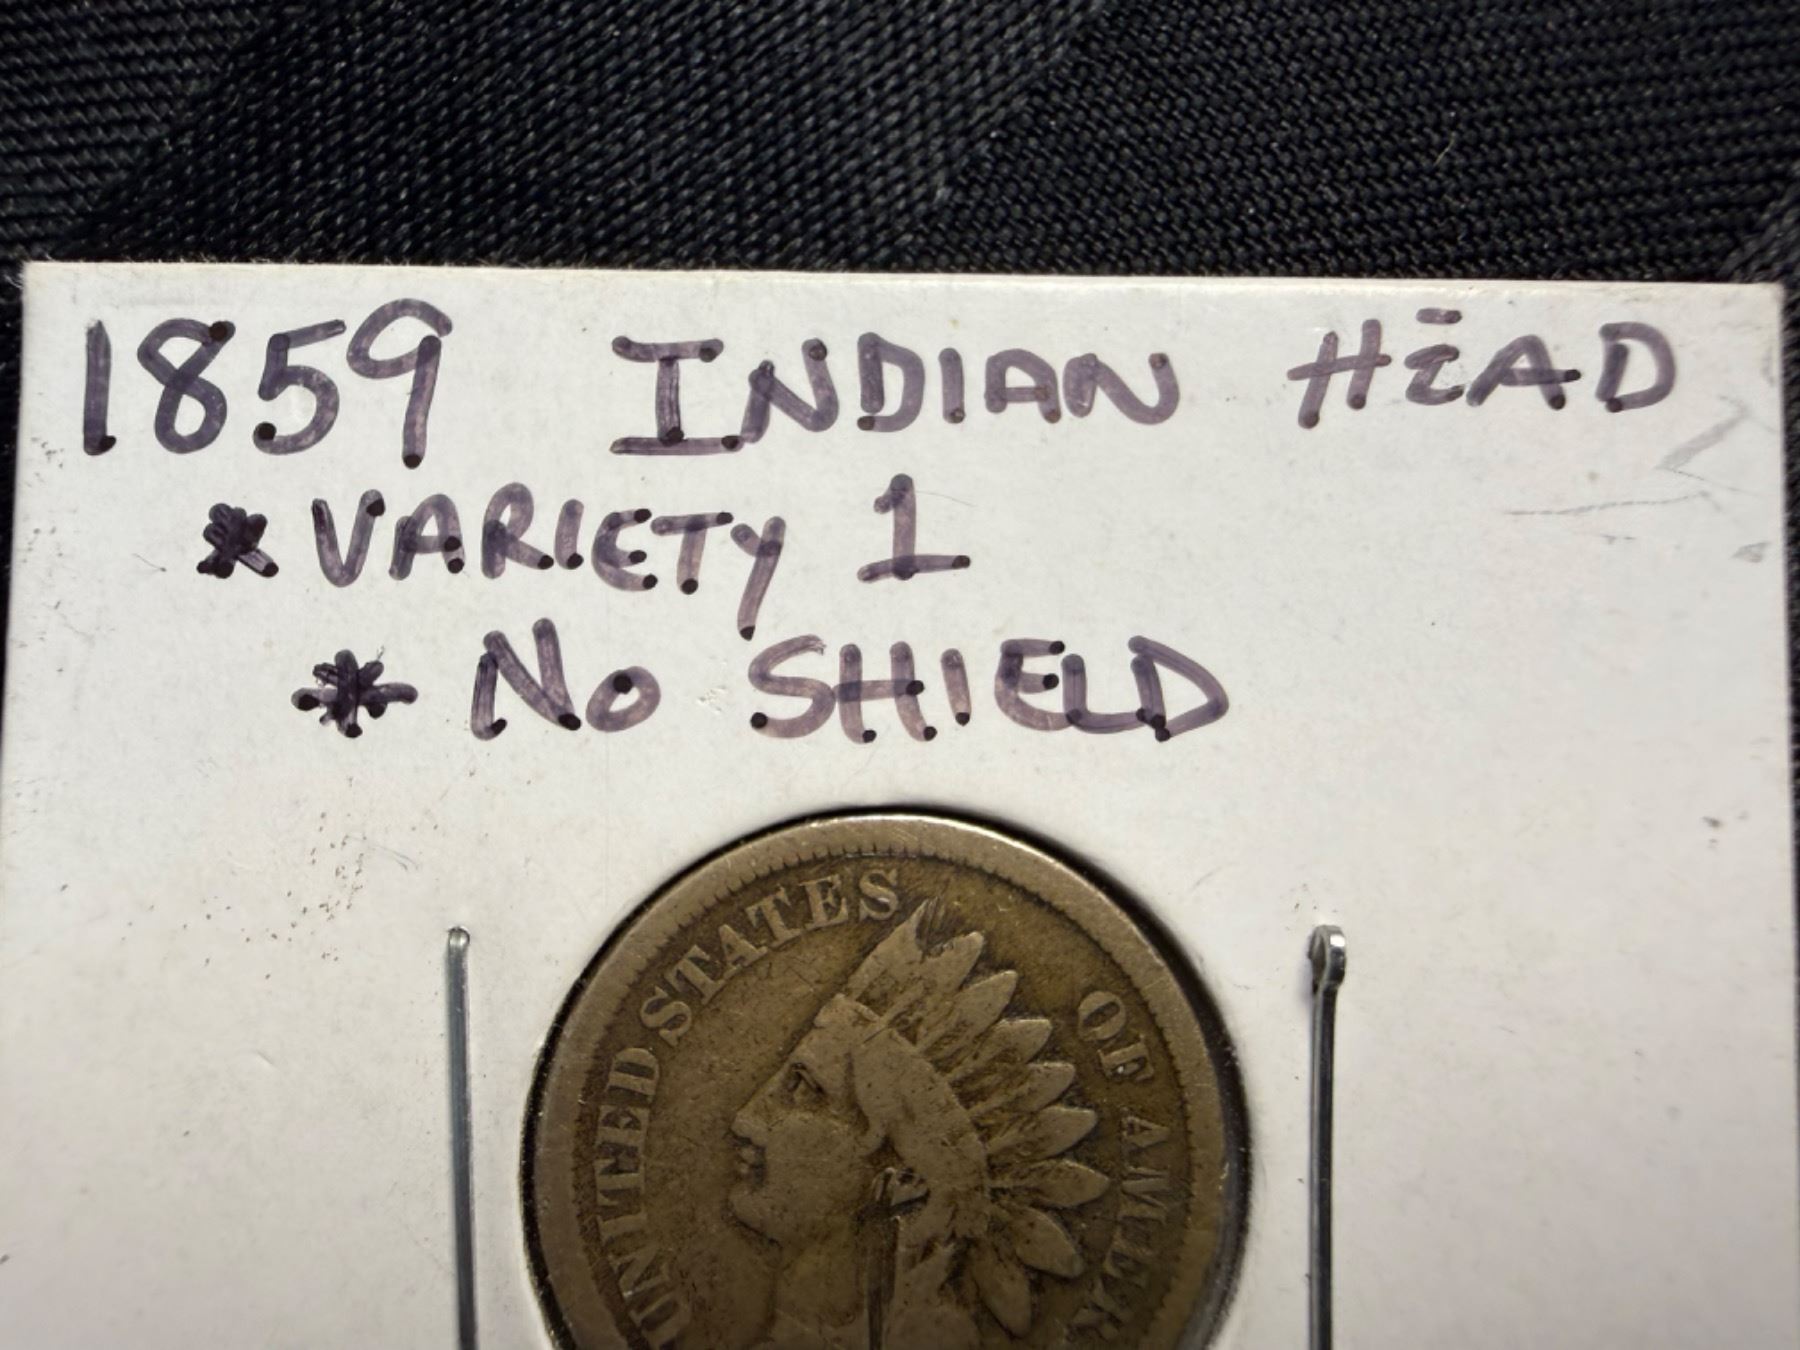 1859 INDIAN HEAD
* VARIETY 1
* No SHIELD
UNITED STATES OF AMER